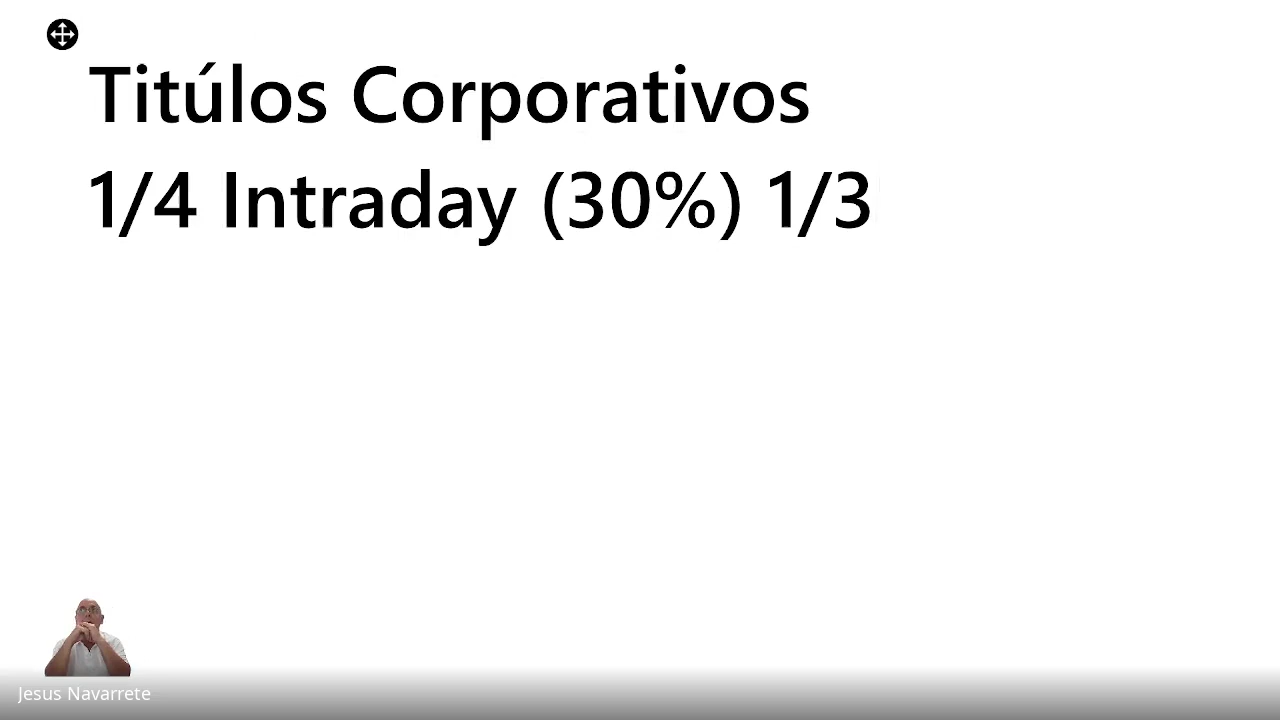 Titúlos Corporativos
1/4 Intraday (30%) 1/3
Jesus Navarrete